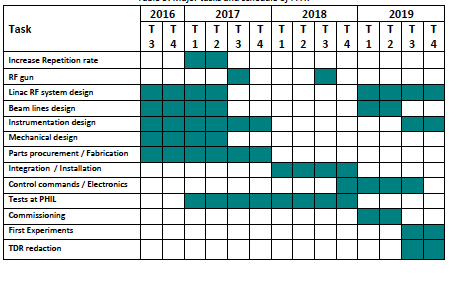 Task 2016 2017 2018 2019
T T T T T T T T T T T T T T
3 4 1 2 3 4 1 2 3 4 1 2 3 4
Increase Repetition rate
RF gun
Linac RF system design
Beam lines design
Instrumentation design
Mechanical design
Parts procurement / Fabrication
Integration / Installation
Control commands / Electronics
Tests at PHIL
Commissioning
First Experiments
TDR redaction